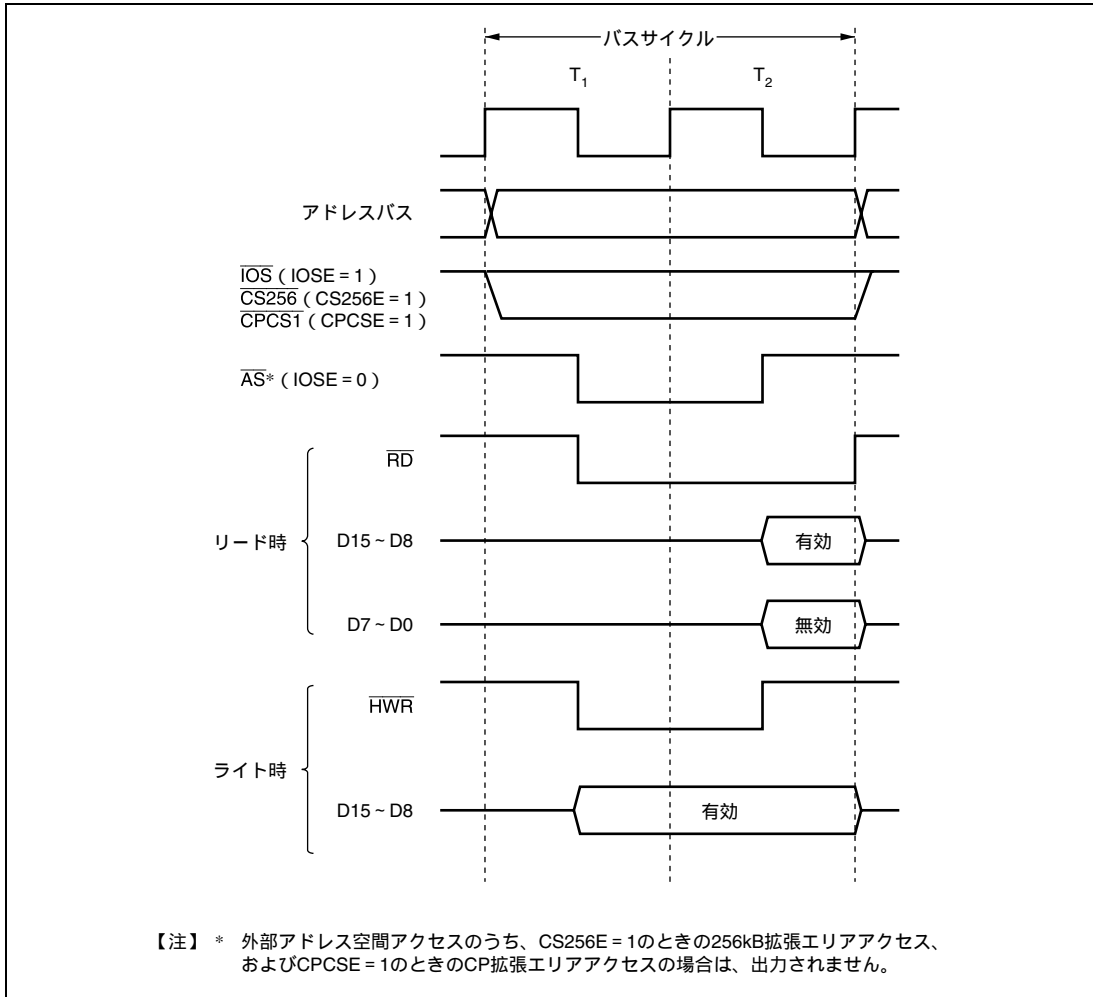 バスサイクル
T1 T2
アドレスバス
IOS ( IOSE = 1 )
CS256 ( CS256E = 1 )
CPCS1 ( CPCSE = 1 )
AS* ( IOSE = 0 )
RD
リード時 D15 ~ D8 有効
D7 ~ D0 無効
HWR
ライト時 D15 ~ D8 有効
【注】 * 外部アドレス空間アクセスのうち、CS256E = 1のときの256kB拡張エリアアクセス、
およびCPCSE = 1のときのCP拡張エリアアクセスの場合は、出力されません。